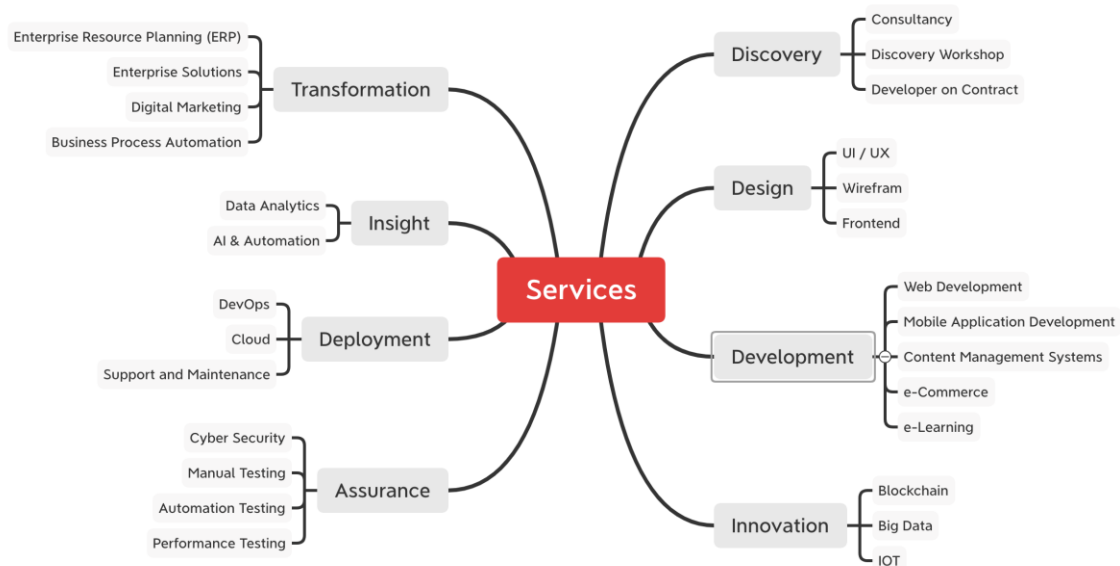 Services
Discovery
Consultancy
Discovery Workshop
Developer on Contract
Design
UI / UX
Wirefram
Frontend
Development
Web Development
Mobile Application Development
Content Management Systems
e-Commerce
e-Learning
Innovation
Blockchain
Big Data
IOT
Transformation
Enterprise Resource Planning (ERP)
Enterprise Solutions
Digital Marketing
Business Process Automation
Insight
Data Analytics
AI & Automation
Deployment
DevOps
Cloud
Support and Maintenance
Assurance
Cyber Security
Manual Testing
Automation Testing
Performance Testing